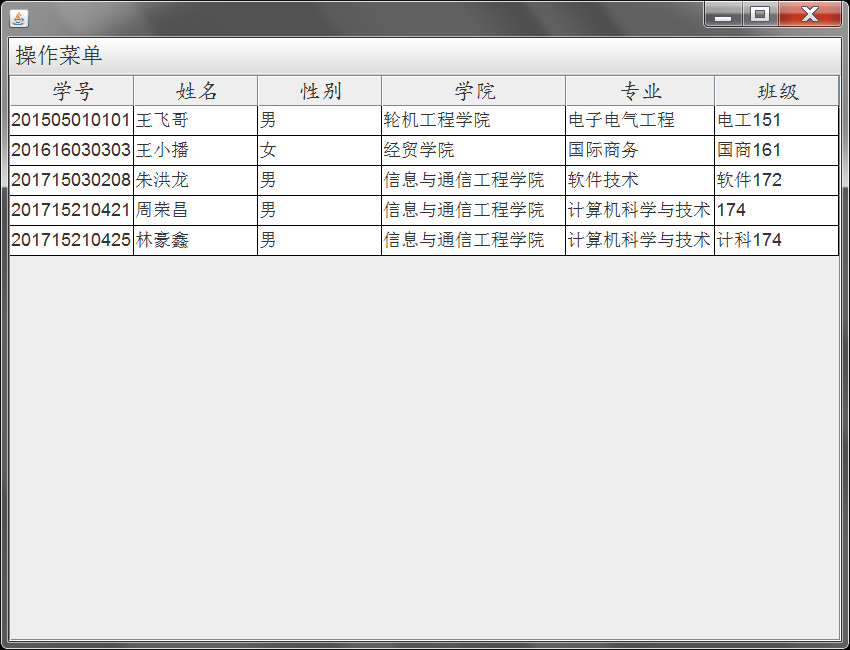 操作菜单
学号 姓名 性别 学院 专业 班级
201505010101 王飞哥 男 轮机工程学院 电子电气工程 电工151
201616030303 王小播 女 经贸学院 国际商务 国商161
201715030208 朱洪龙 男 信息与通信工程学院 软件技术 软件172
201715210421 周荣昌 男 信息与通信工程学院 计算机科学与技术 174
201715210425 林豪鑫 男 信息与通信工程学院 计算机科学与技术 计科174